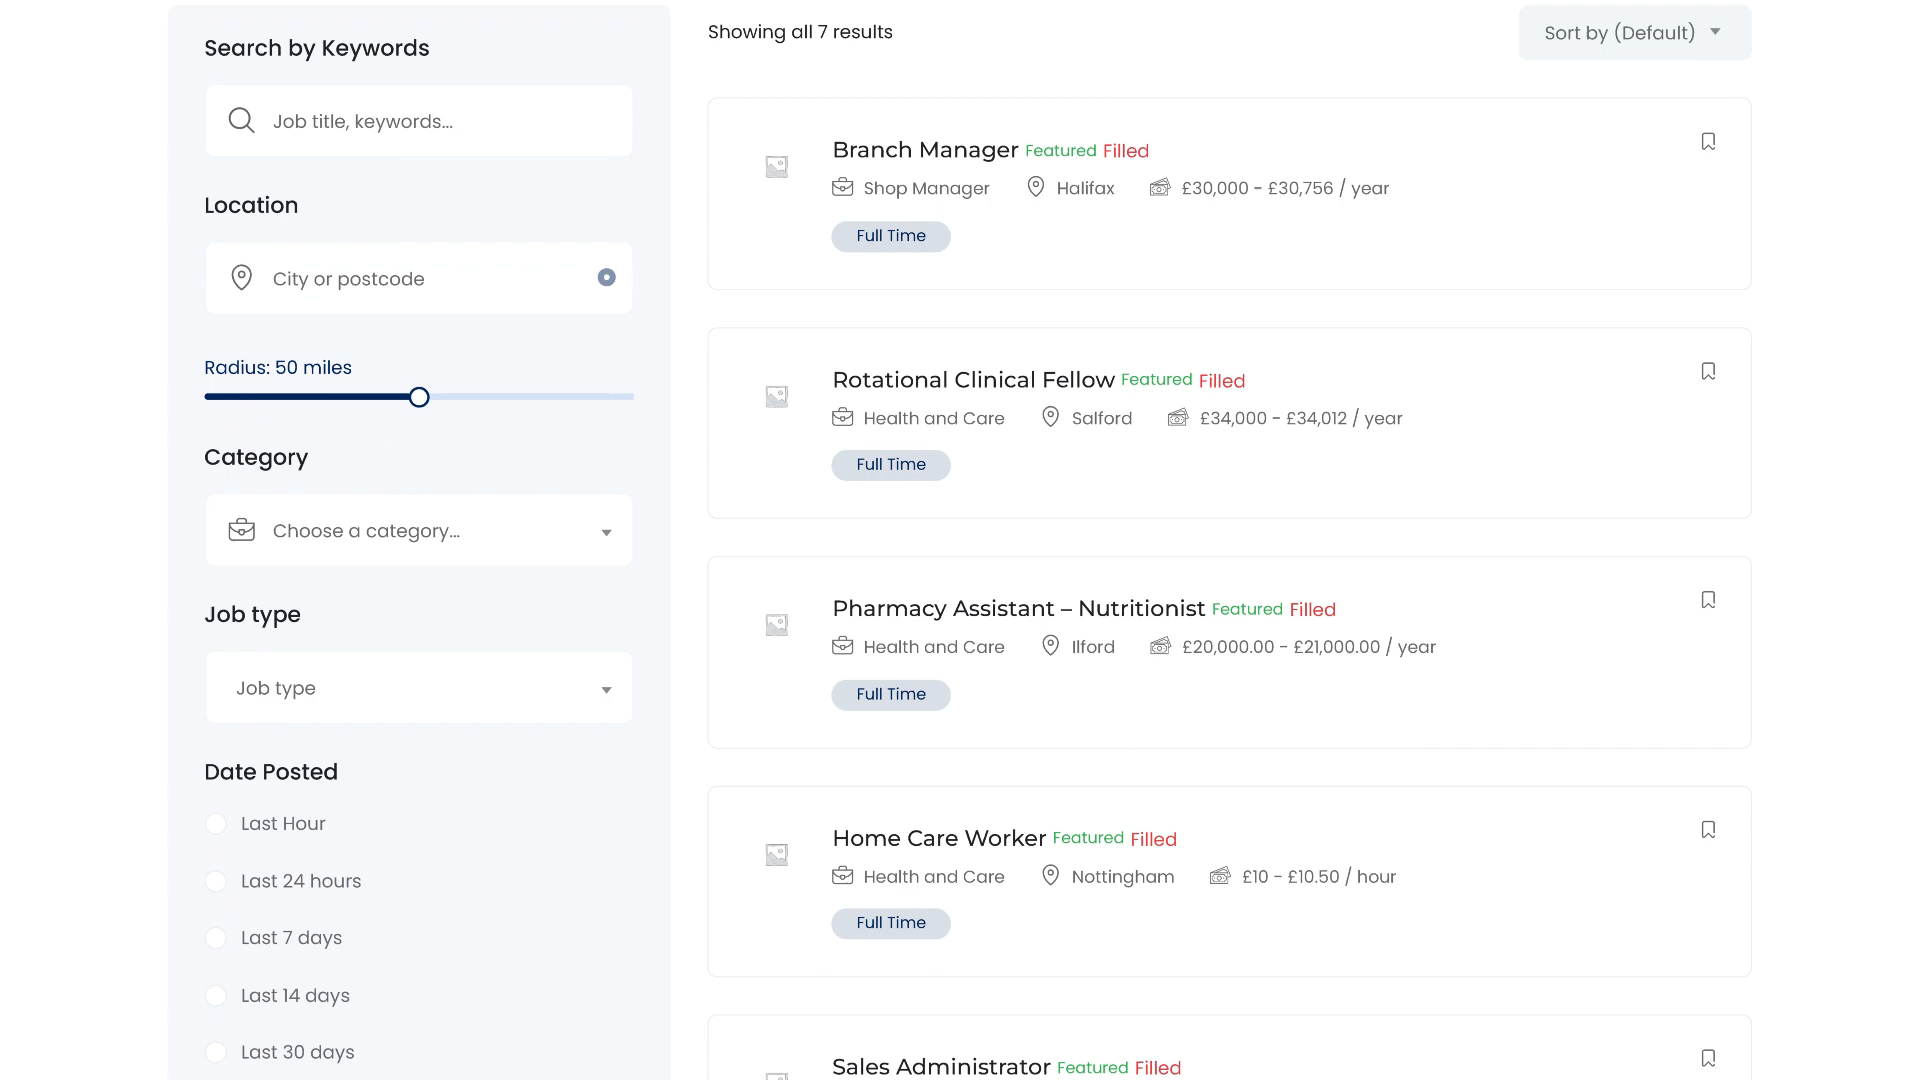 Search by Keywords
Job title, keywords...
Location
City or postcode
Radius: 50 miles
Category
Choose a category...
Job type
Job type
Date Posted
Last Hour
Last 24 hours
Last 7 days
Last 14 days
Last 30 days
Showing all 7 results
Sort by (Default)
Branch Manager Featured Filled
Shop Manager Halifax £30,000 - £30,756 / year
Full Time
Rotational Clinical Fellow Featured Filled
Health and Care Salford £34,000 - £34,012 / year
Full Time
Pharmacy Assistant – Nutritionist Featured Filled
Health and Care Ilford £20,000.00 - £21,000.00 / year
Full Time
Home Care Worker Featured Filled
Health and Care Nottingham £10 - £10.50 / hour
Full Time
Sales Administrator Featured Filled